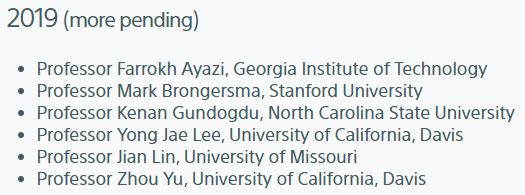 2019 (more pending)
• Professor Farrokh Ayazi, Georgia Institute of Technology
• Professor Mark Brongersma, Stanford University
• Professor Kenan Gundogdu, North Carolina State University
• Professor Yong Jae Lee, University of California, Davis
• Professor Jian Lin, University of Missouri
• Professor Zhou Yu, University of California, Davis